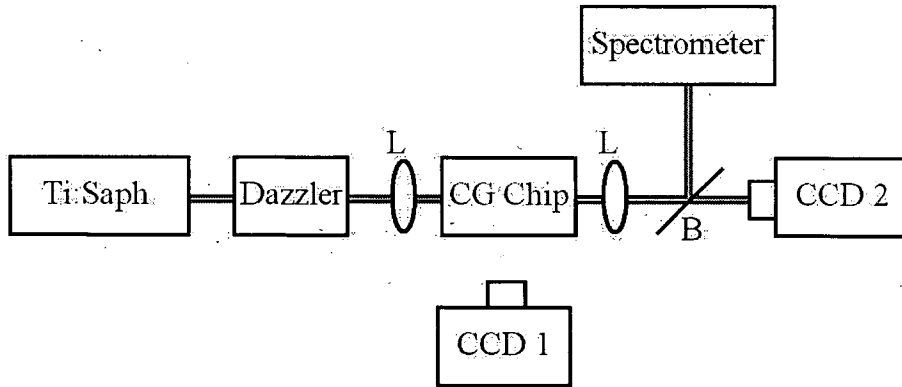 Spectrometer
L
L
Ti:Saph
Dazzler
CG Chip
B
CCD 2
CCD 1